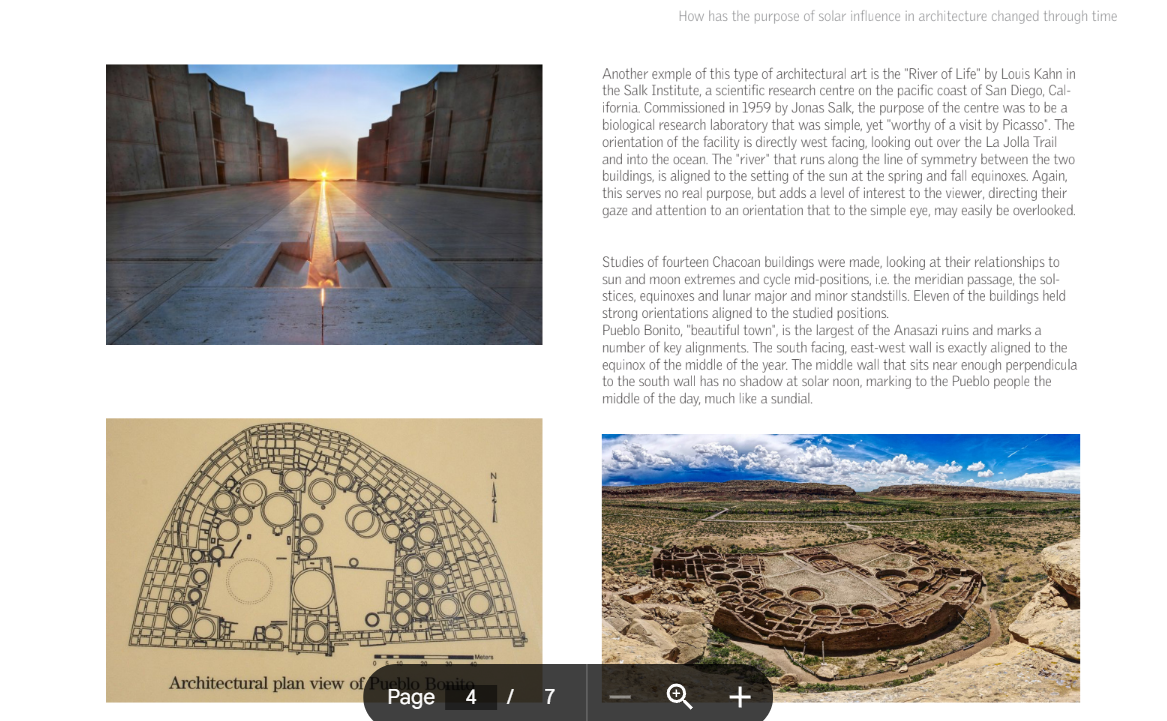 How has the purpose of solar influence in architecture changed through time
Another exmple of this type of architectural art is the "River of Life" by Louis Kahn in
the Salk Institute, a scientific research centre on the pacific coast of San Diego, Cal-
ifornia. Commissioned in 1959 by Jonas Salk, the purpose of the centre was to be a
biological research laboratory that was simple, yet "worthy of a visit by Picasso". The
orientation of the facility is directly west facing, looking out over the La Jolla Trail
and into the ocean. The "river" that runs along the line of symmetry between the two
buildings, is aligned to the setting of the sun at the spring and fall equinoxes. Again,
this serves no real purpose, but adds a level of interest to the viewer, directing their
gaze and attention to an orientation that to the simple eye, may easily be overlooked.
Studies of fourteen Chacoan buildings were made, looking at their relationships to
sun and moon extremes and cycle mid-positions, i.e. the meridian passage, the sol-
stices, equinoxes and lunar major and minor standstills. Eleven of the buildings held
strong orientations aligned to the studied positions.
Pueblo Bonito, "beautiful town", is the largest of the Anasazi ruins and marks a
number of key alignments. The south facing, east-west wall is exactly aligned to the
equinox of the middle of the year. The middle wall that sits near enough perpendicula
to the south wall has no shadow at solar noon, marking to the Pueblo people the
middle of the day, much like a sundial.
N
Meters
Architectural plan view of Pueblo Bonito
Page 4 / 7